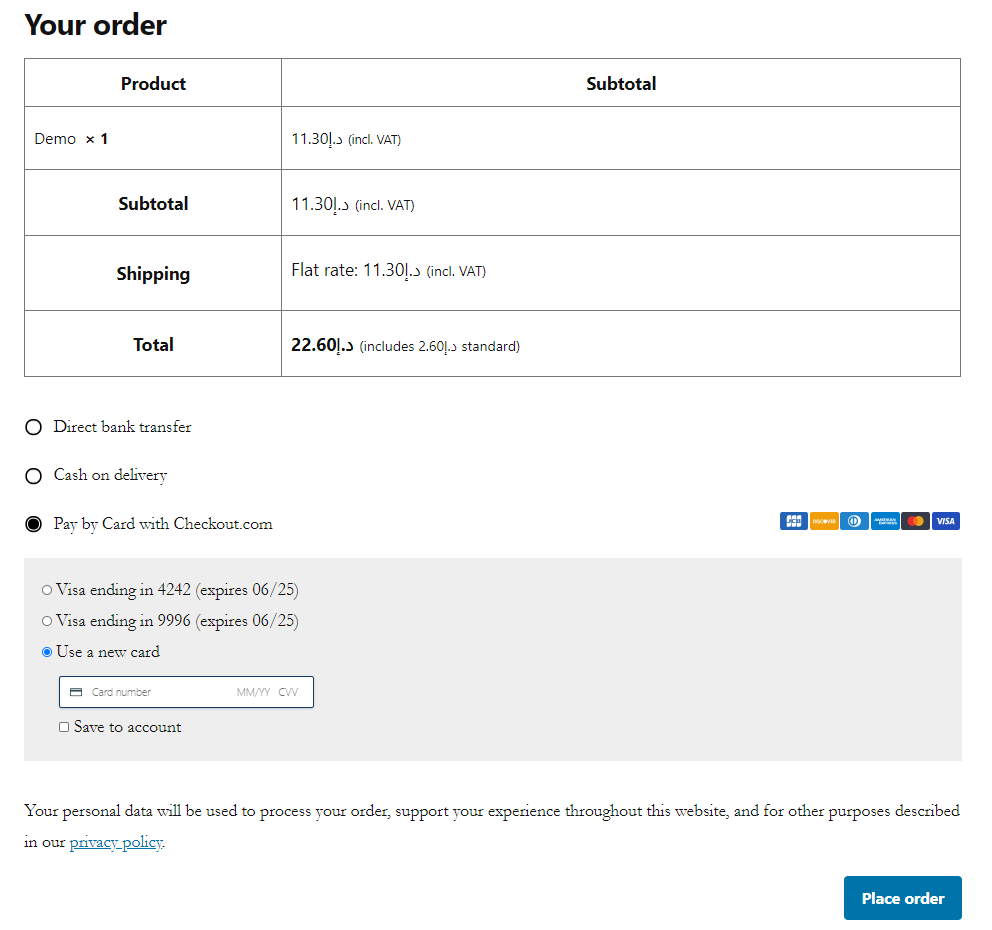 Your order
Product Subtotal
Demo × 1 11.30د.إ (incl. VAT)
Subtotal 11.30د.إ (incl. VAT)
Shipping Flat rate: 11.30د.إ (incl. VAT)
Total 22.60د.إ (includes 2.60د.إ standard)
Direct bank transfer
Cash on delivery
Pay by Card with Checkout.com JCB DISCOVER AMERICAN EXPRESS VISA
Visa ending in 4242 (expires 06/25)
Visa ending in 9996 (expires 06/25)
Use a new card
Card number MM/YY CVV
Save to account
Your personal data will be used to process your order, support your experience throughout this website, and for other purposes described
in our privacy policy.
Place order